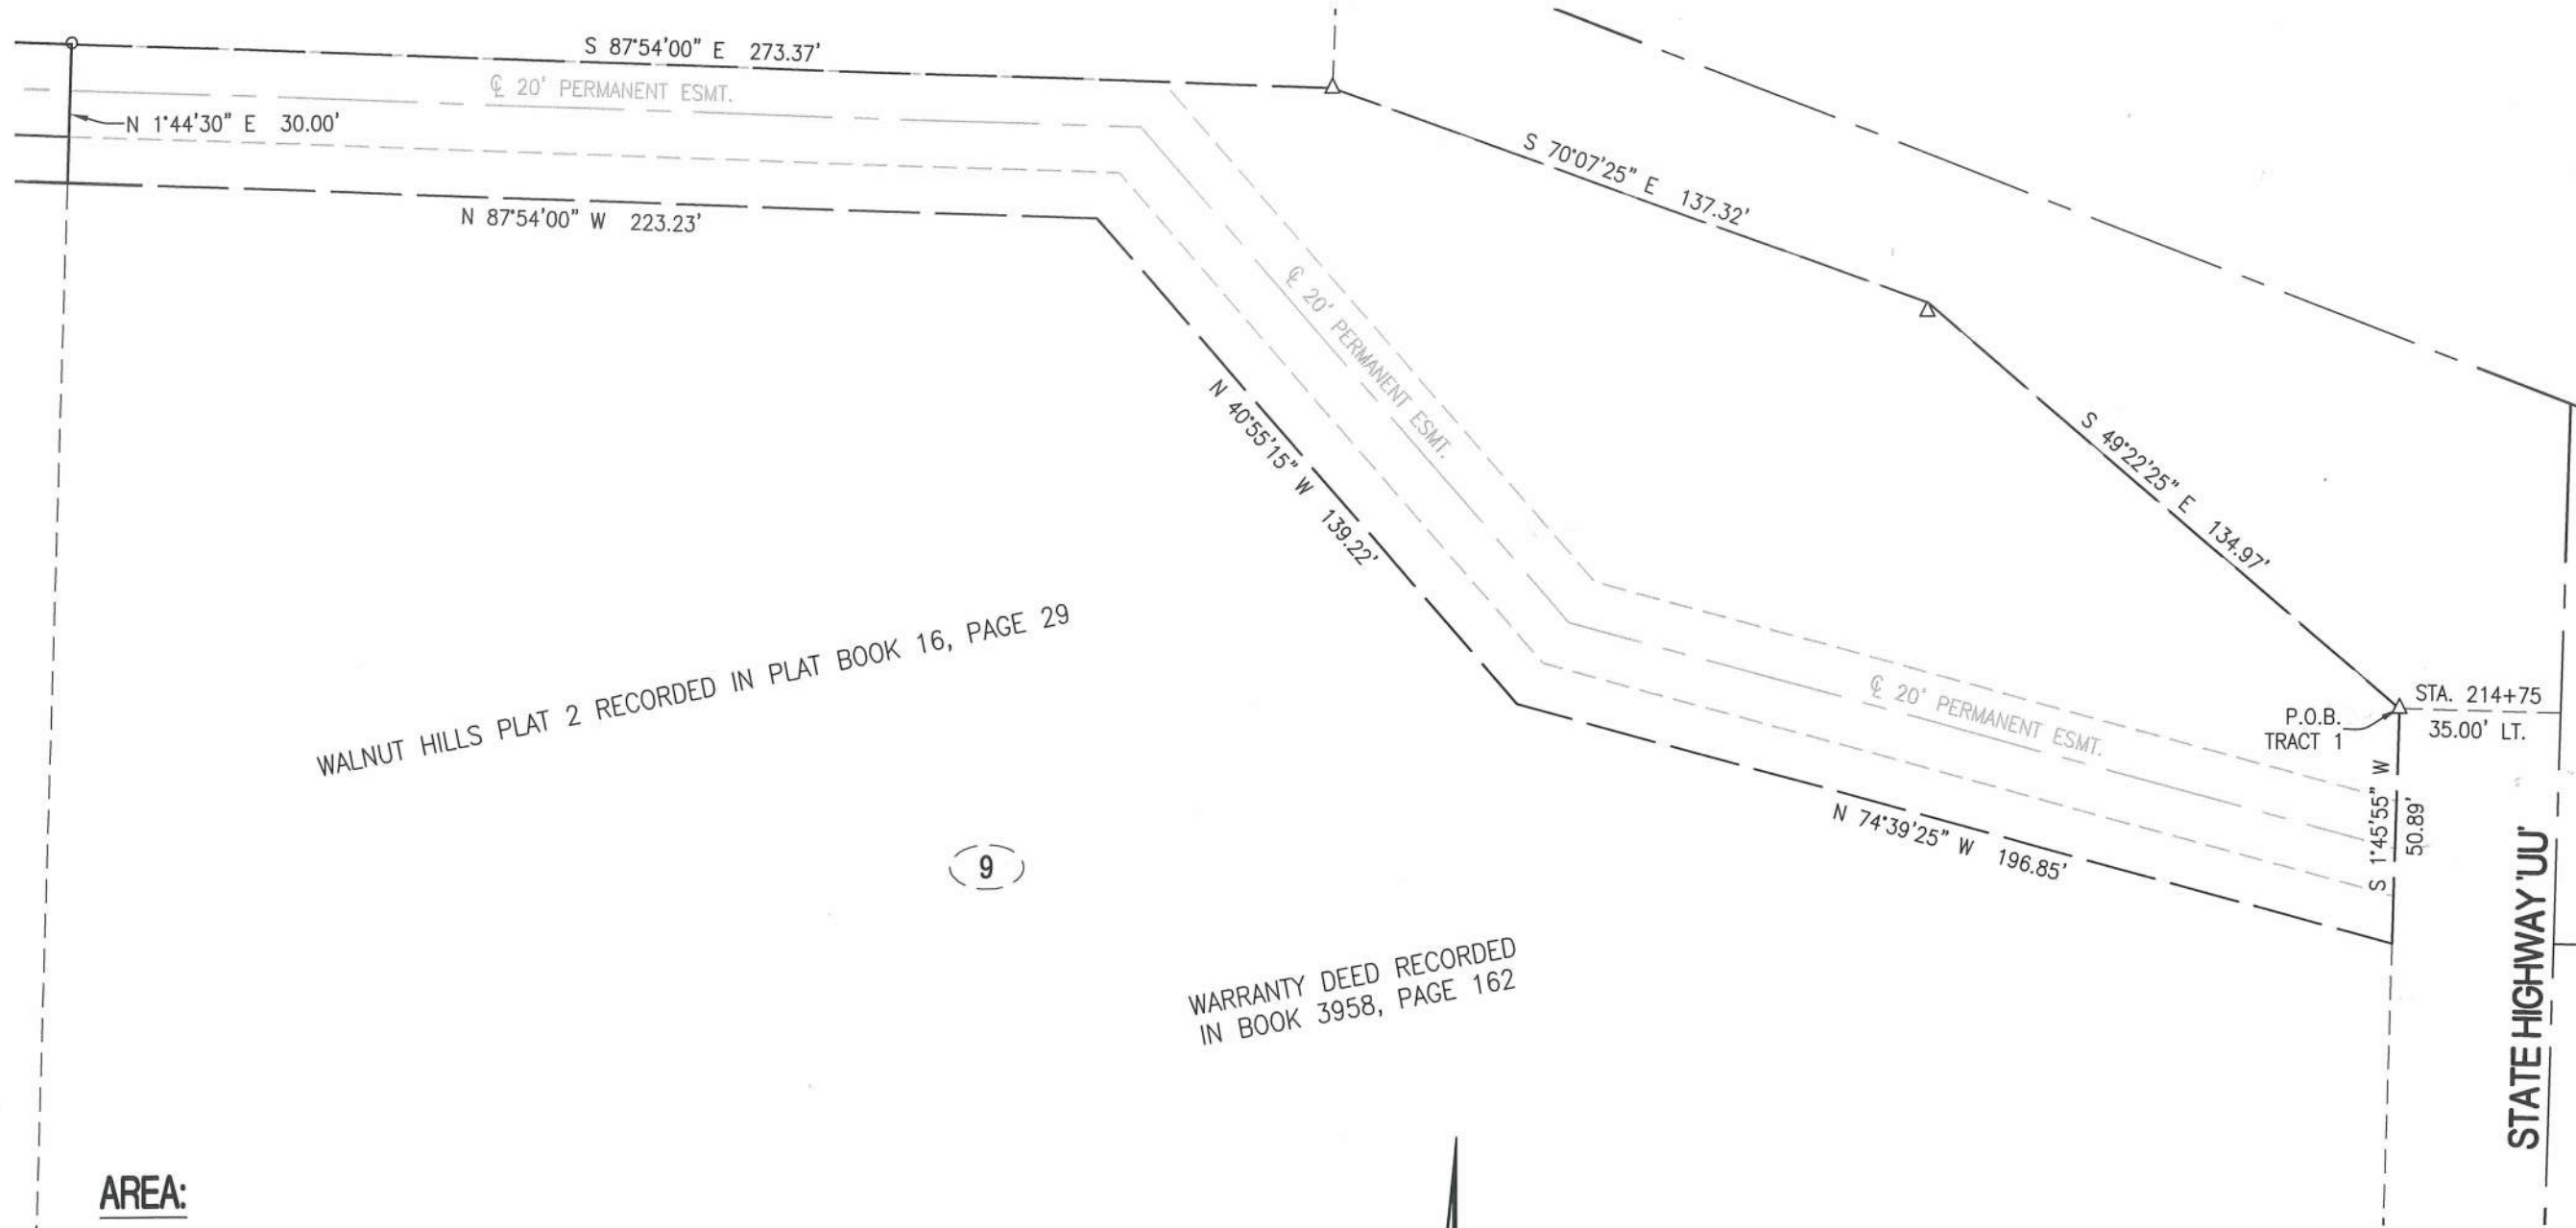 S 87°54'00" E 273.37'
℄ 20' PERMANENT ESMT.
N 1°44'30" E 30.00'
S 70°07'25" E 137.32'
N 87°54'00" W 223.23'
℄ 20' PERMANENT ESMT.
N 40°55'15" W 139.22'
S 49°22'25" E 134.97'
WALNUT HILLS PLAT 2 RECORDED IN PLAT BOOK 16, PAGE 29
℄ 20' PERMANENT ESMT.
STA. 214+75
35.00' LT.
P.O.B.
TRACT 1
S 1°45'55" W
50.89'
N 74°39'25" W 196.85'
9
STATE HIGHWAY 'UU'
WARRANTY DEED RECORDED
IN BOOK 3958, PAGE 162
AREA: